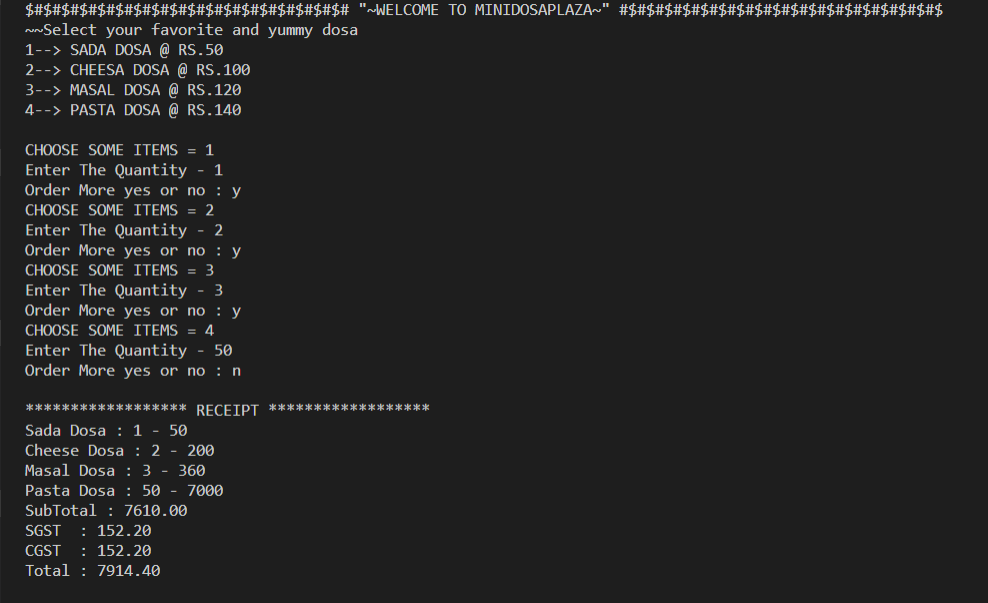 $#$#$#$#$#$#$#$#$#$#$#$#$#$#$#$#$#$# "~WELCOME TO MINIDOSAPLAZA~" #$#$#$#$#$#$#$#$#$#$#$#$#$#$#$#$#$#$
~~Select your favorite and yummy dosa
1--> SADA DOSA @ RS.50
2--> CHEESA DOSA @ RS.100
3--> MASAL DOSA @ RS.120
4--> PASTA DOSA @ RS.140
CHOOSE SOME ITEMS = 1
Enter The Quantity - 1
Order More yes or no : y
CHOOSE SOME ITEMS = 2
Enter The Quantity - 2
Order More yes or no : y
CHOOSE SOME ITEMS = 3
Enter The Quantity - 3
Order More yes or no : y
CHOOSE SOME ITEMS = 4
Enter The Quantity - 50
Order More yes or no : n
****************** RECEIPT ******************
Sada Dosa : 1 - 50
Cheese Dosa : 2 - 200
Masal Dosa : 3 - 360
Pasta Dosa : 50 - 7000
SubTotal : 7610.00
SGST  : 152.20
CGST  : 152.20
Total : 7914.40